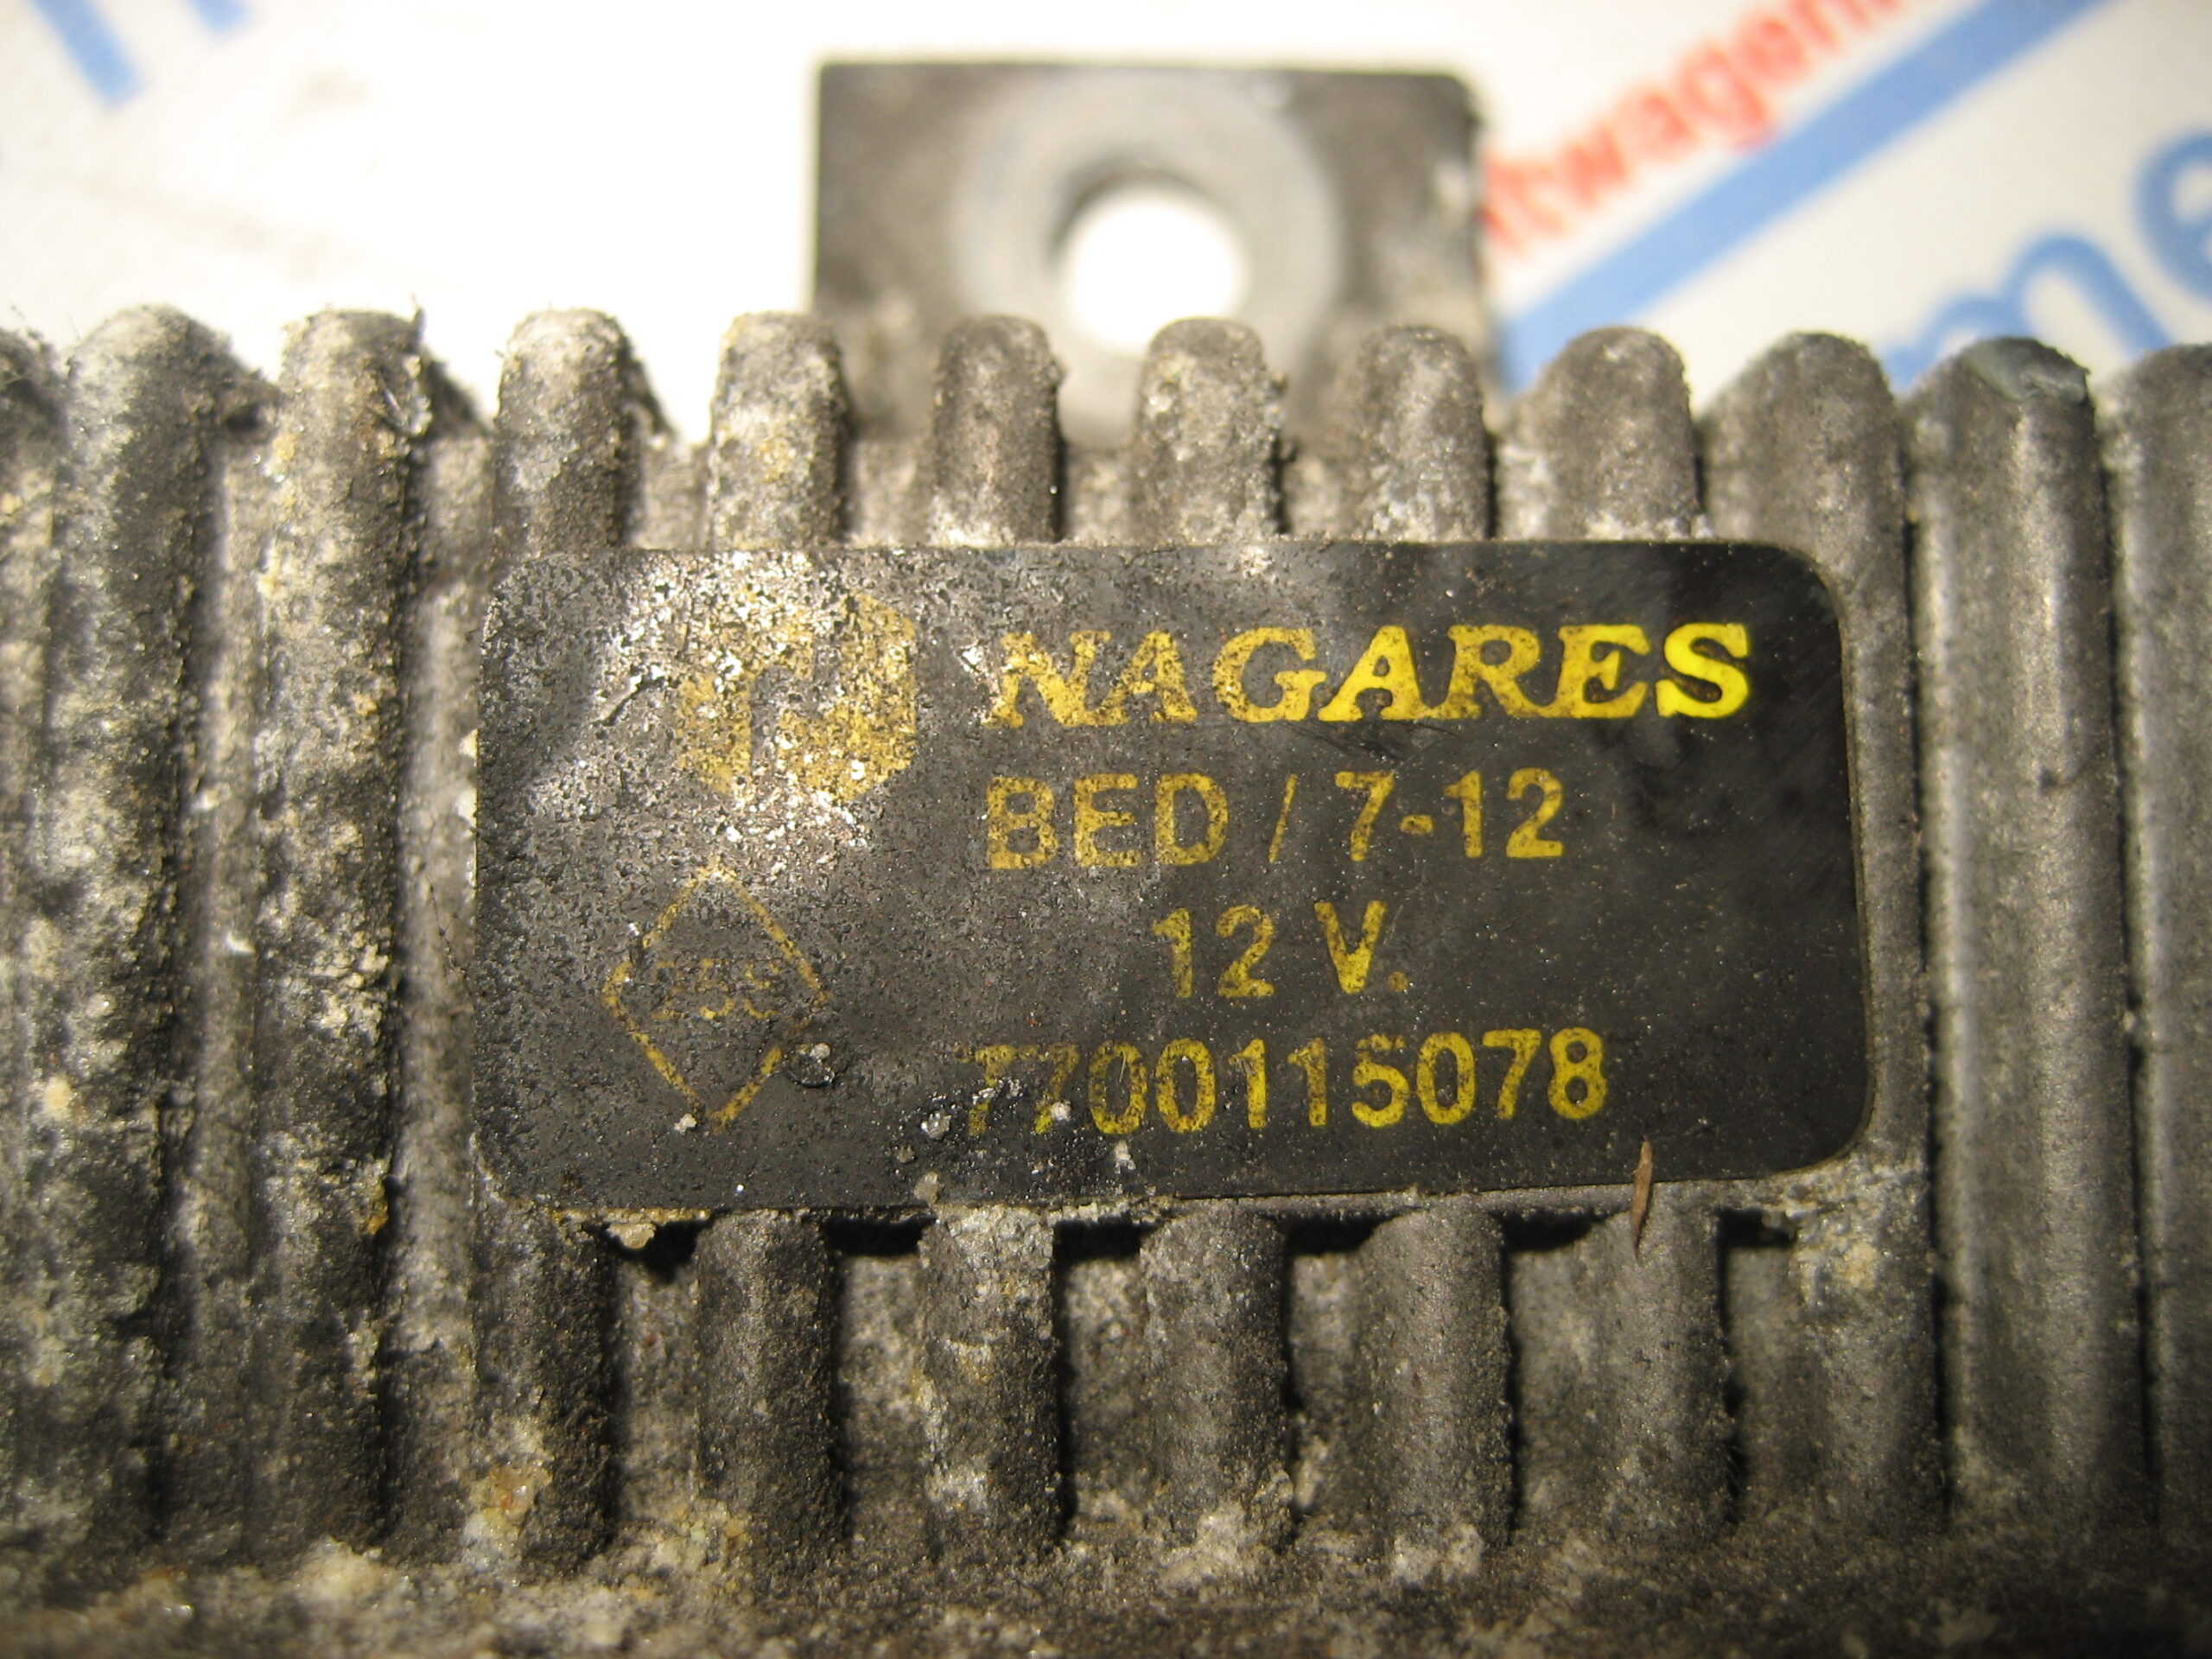 NAGARES
BED / 7-12
12 V.
7700115078